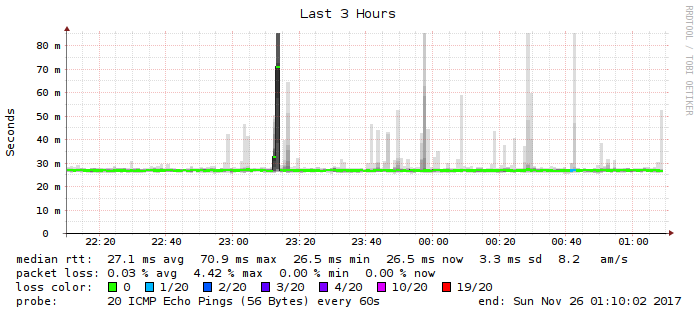 Last 3 Hours
RRDTOOL / TOBI OETIKER
Seconds
80 m
70 m
60 m
50 m
40 m
30 m
20 m
10 m
0
22:20 22:40 23:00 23:20 23:40 00:00 00:20 00:40 01:00
median rtt: 27.1 ms avg 70.9 ms max 26.5 ms min 26.5 ms now 3.3 ms sd 8.2 am/s
packet loss: 0.03 % avg 4.42 % max 0.00 % min 0.00 % now
loss color: 0 1/20 2/20 3/20 4/20 10/20 19/20
probe: 20 ICMP Echo Pings (56 Bytes) every 60s end: Sun Nov 26 01:10:02 2017